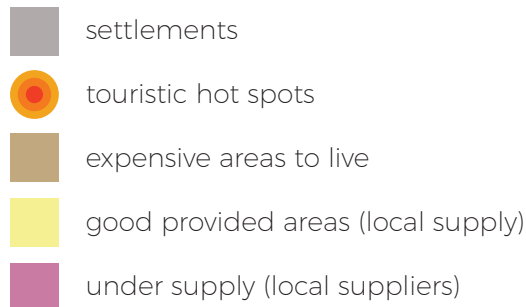 settlements
touristic hot spots
expensive areas to live
good provided areas (local supply)
under supply (local suppliers)